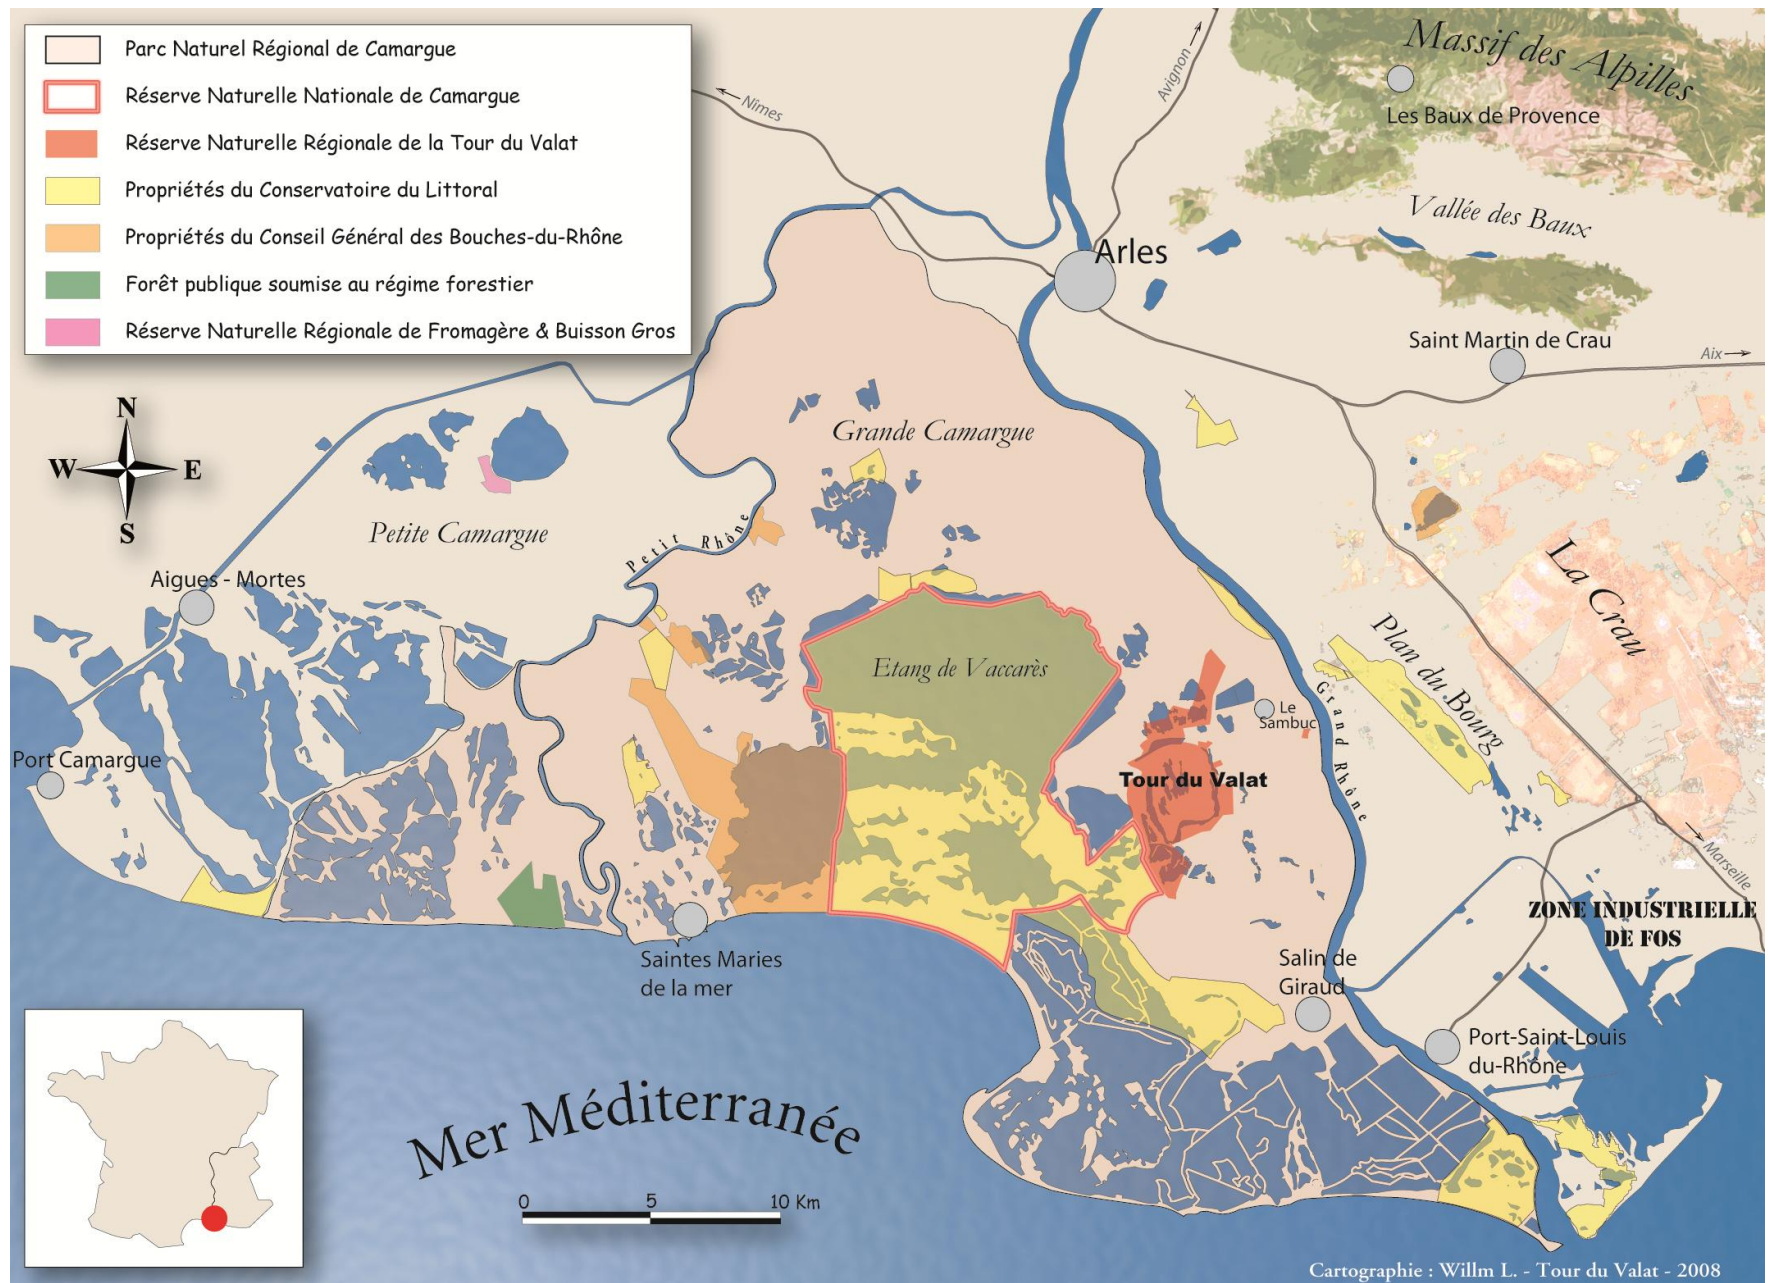 Parc Naturel Régional de Camargue
Réserve Naturelle Nationale de Camargue
Réserve Naturelle Régionale de la Tour du Valat
Propriétés du Conservatoire du Littoral
Propriétés du Conseil Général des Bouches-du-Rhône
Forêt publique soumise au régime forestier
Réserve Naturelle Régionale de Fromagère & Buisson Gros
Nîmes
Avignon
Massif des Alpilles
Les Baux de Provence
Vallée des Baux
Arles
Saint Martin de Crau
Aix
N
W
E
S
Grande Camargue
Petite Camargue
Petit Rhône
La Crau
Aigues - Mortes
Plan du Bourg
Etang de Vaccarès
Le
Sambuc
Grand Rhône
Port Camargue
Tour du Valat
Marseille
ZONE INDUSTRIELLE
DE FOS
Saintes Maries
de la mer
Salin de
Giraud
Port-Saint-Louis
du-Rhône
Mer Méditerranée
0 5 10 Km
Cartographie : Willm L. - Tour du Valat - 2008